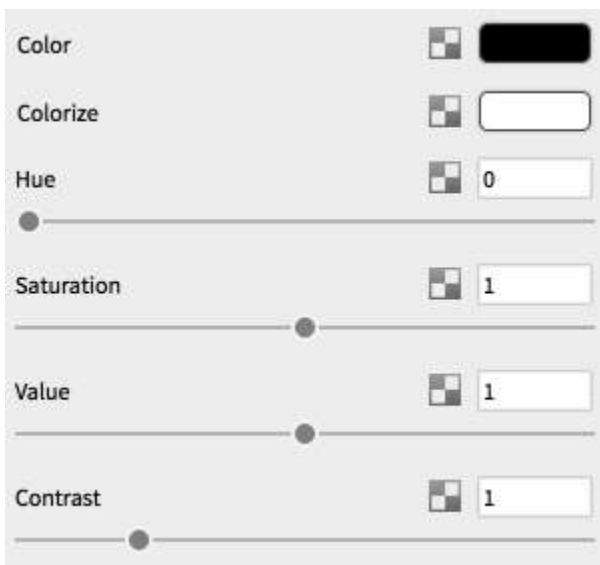 Color
Colorize
Hue 0
Saturation 1
Value 1
Contrast 1